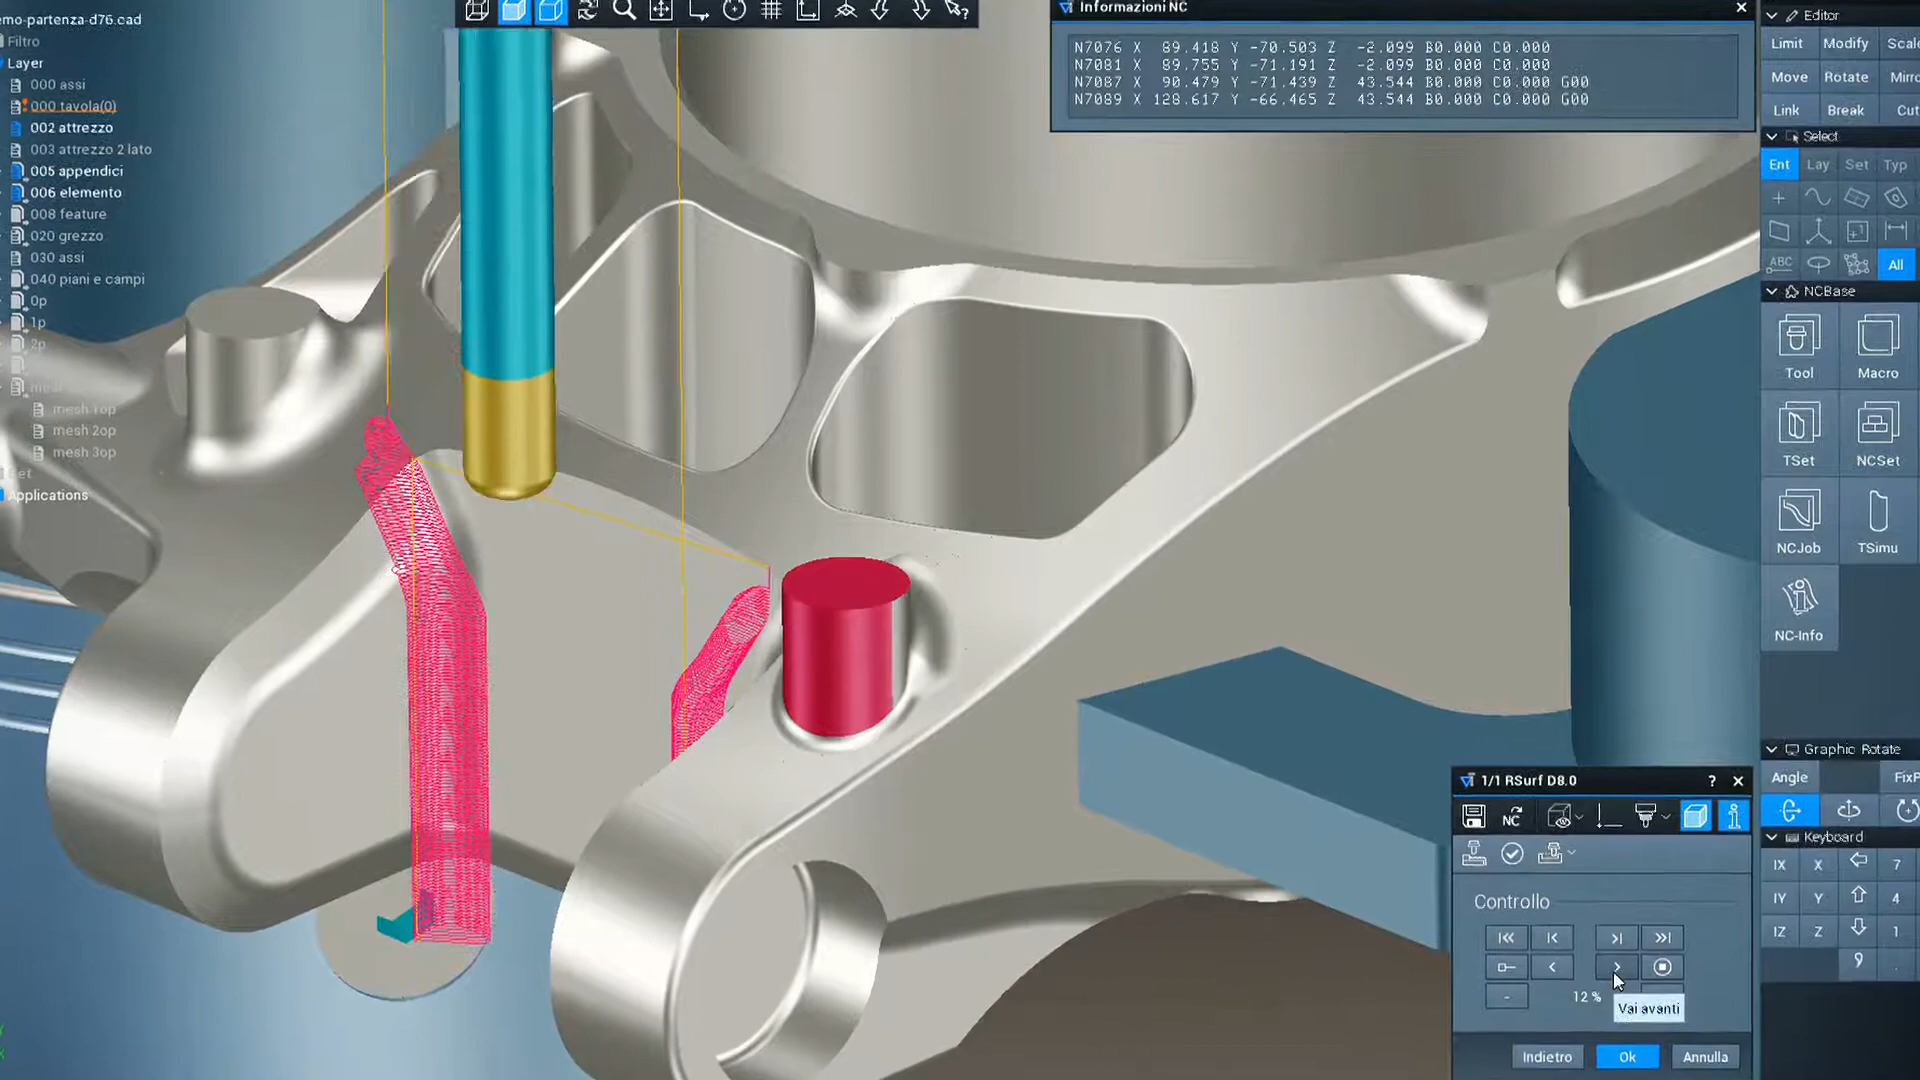 emo-partenza-d76.cad
Filtro
Layer
000 assi
000 tavola(0)
002 attrezzo
003 attrezzo 2 lato
005 appendici
006 elemento
008 feature
020 grezzo
030 assi
040 piani e campi
0p
1p
2p
mesh 1op
mesh 2op
mesh 3op
Applications
Informazioni NC
N7076 X 89.418 Y -70.503 Z -2.099 B0.000 C0.000
N7081 X 89.755 Y -71.191 Z -2.099 B0.000 C0.000
N7087 X 90.479 Y -71.439 Z 43.544 B0.000 C0.000 G00
N7089 X 128.617 Y -66.465 Z 43.544 B0.000 C0.000 G00
Editor
Limit Modify Scale
Move Rotate Mirro
Link Break Cut
Select
Ent Lay Set Typ
ABC All
NCBase
Tool Macro
TSet NCSet
NCJob TSimu
NC-Info
Graphic Rotate
Angle FixP
Keyboard
IX X 7
IY Y 4
IZ Z 1
9 .
1/1 RSurf D8.0 ?
NC
Controllo
- 12 %
Vai avanti
Indietro Ok Annulla